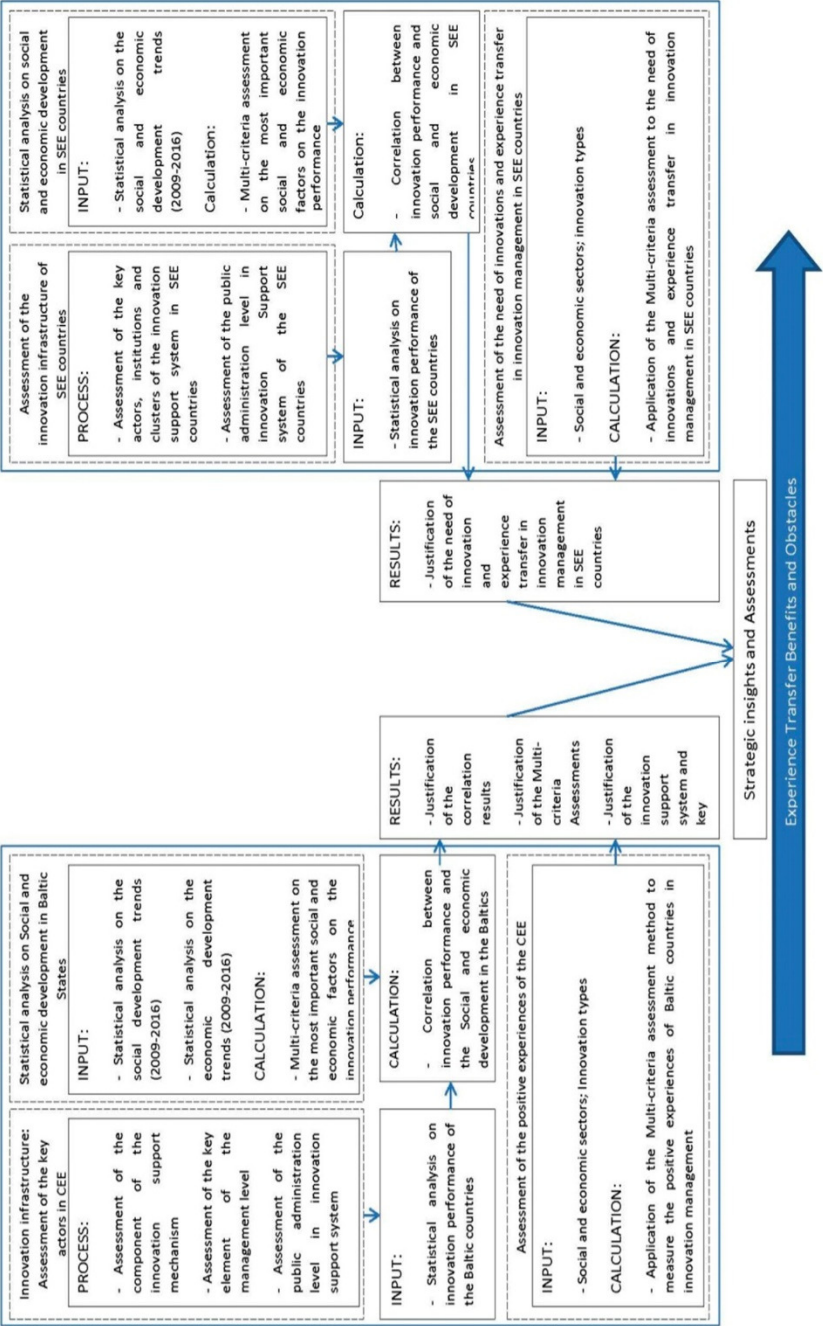 Innovation infrastructure:
Assessment of the key
actors in CEE
PROCESS:
- Assessment of the
component of the
innovation support
mechanism
- Assessment of the key
element of the
management level
- Assessment of the
public administration
level in innovation
support system
Statistical analysis on Social and
economic development in Baltic
States
INPUT:
- Statistical analysis on the
social development trends
(2009-2016)
- Statistical analysis on the
economic development
trends (2009-2016)
CALCULATION:
- Multi-criteria assessment on
the most important social and
economic factors on the
innovation performance
INPUT:
- Statistical analysis on
innovation performance of
the Baltic countries
CALCULATION:
- Correlation between
innovation performance and
the Social and economic
development in the Baltics
Assessment of the positive experiences of the CEE
INPUT:
- Social and economic sectors; Innovation types
CALCULATION:
- Application of the Multi-criteria assessment method to
measure the positive experiences of Baltic countries in
innovation management
RESULTS:
- Justification
of the
correlation
results
- Justification
of the Multi-
criteria
Assessments
- Justification
of the
innovation
support
system and
key
RESULTS:
- Justification
of the need of
innovation
and
experience
transfer in
innovation
management
in SEE
countries
Assessment of the
innovation infrastructure of
SEE countries
PROCESS:
- Assessment of the key
actors, institutions and
clusters of the innovation
support system in SEE
countries
- Assessment of the public
administration level in
innovation Support
system of the SEE
countries
Statistical analysis on social
and economic development
in SEE countries
INPUT:
- Statistical analysis on the
social and economic
development trends
(2009-2016)
Calculation:
- Multi-criteria assessment
on the most important
social and economic
factors on the innovation
performance
INPUT:
- Statistical analysis on
innovation performance of
the SEE countries
Calculation:
- Correlation between
innovation performance and
social and economic
development in SEE
countries
Assessment of the need of innovations and experience transfer
in innovation management in SEE countries
INPUT:
- Social and economic sectors; innovation types
CALCULATION:
- Application of the Multi-criteria assessment to the need of
innovations and experience transfer in innovation
management in SEE countries
Strategic insights and Assessments
Experience Transfer Benefits and Obstacles